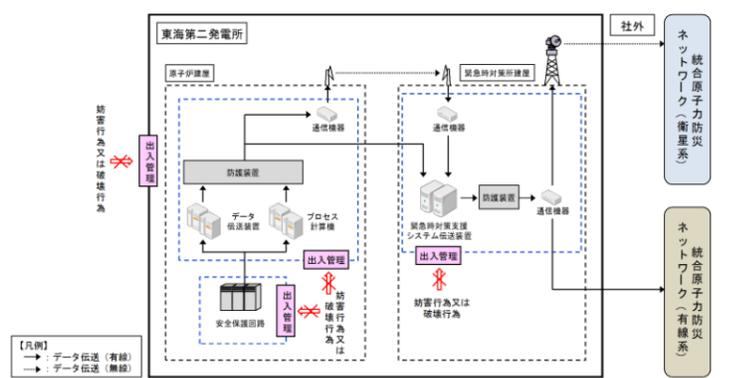 東海第二発電所
社外
原子炉建屋
緊急時対策所建屋
通信機器
通信機器
防護装置
データ
伝送装置
プロセス
計算機
緊急時対策支援
システム伝送装置
防護装置
通信機器
出入管理
出入管理
出入管理
出入管理
妨害行為又は破壊行為
妨害行為又は
破壊行為
妨害行為又は
破壊行為
安全保護回路
統合原子力防災
ネットワーク（衛星系）
統合原子力防災
ネットワーク（有線系）
【凡例】
：データ伝送（有線）
：データ伝送（無線）